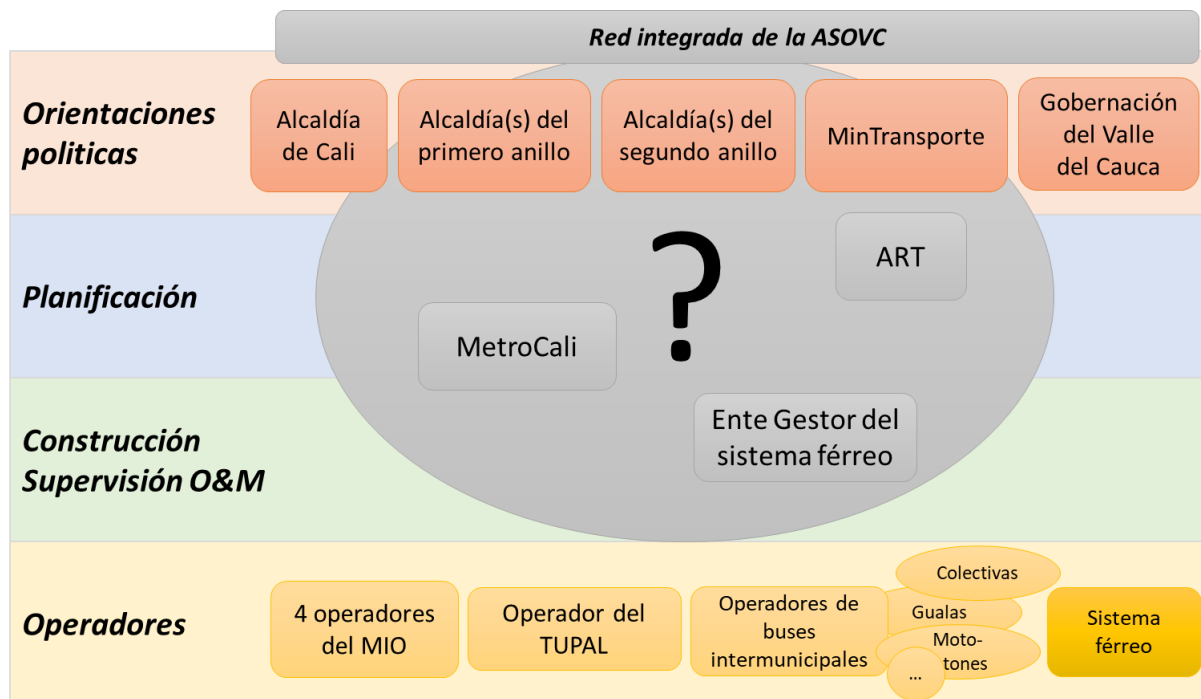 Red integrada de la ASOVC
Orientaciones
politicas
Alcaldía
de Cali
Alcaldía(s) del
primero anillo
Alcaldía(s) del
segundo anillo
MinTransporte
Gobernación
del Valle
del Cauca
Planificación
?
ART
MetroCali
Construcción
Supervisión O&M
Ente Gestor del
sistema férreo
Operadores
4 operadores
del MIO
Operador del
TUPAL
Operadores de
buses
intermunicipales
Colectivas
Gualas
Moto-
tones
...
Sistema
férreo